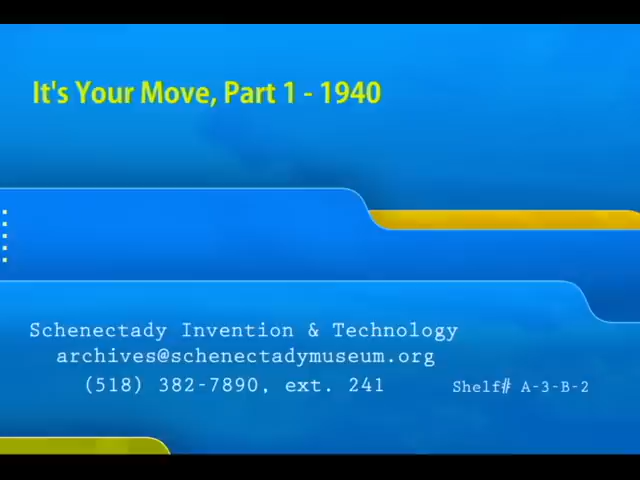 It's Your Move, Part 1 - 1940
Schenectady Invention & Technology
archives@schenectadymuseum.org
(518) 382-7890, ext. 241
Shelf# A-3-B-2